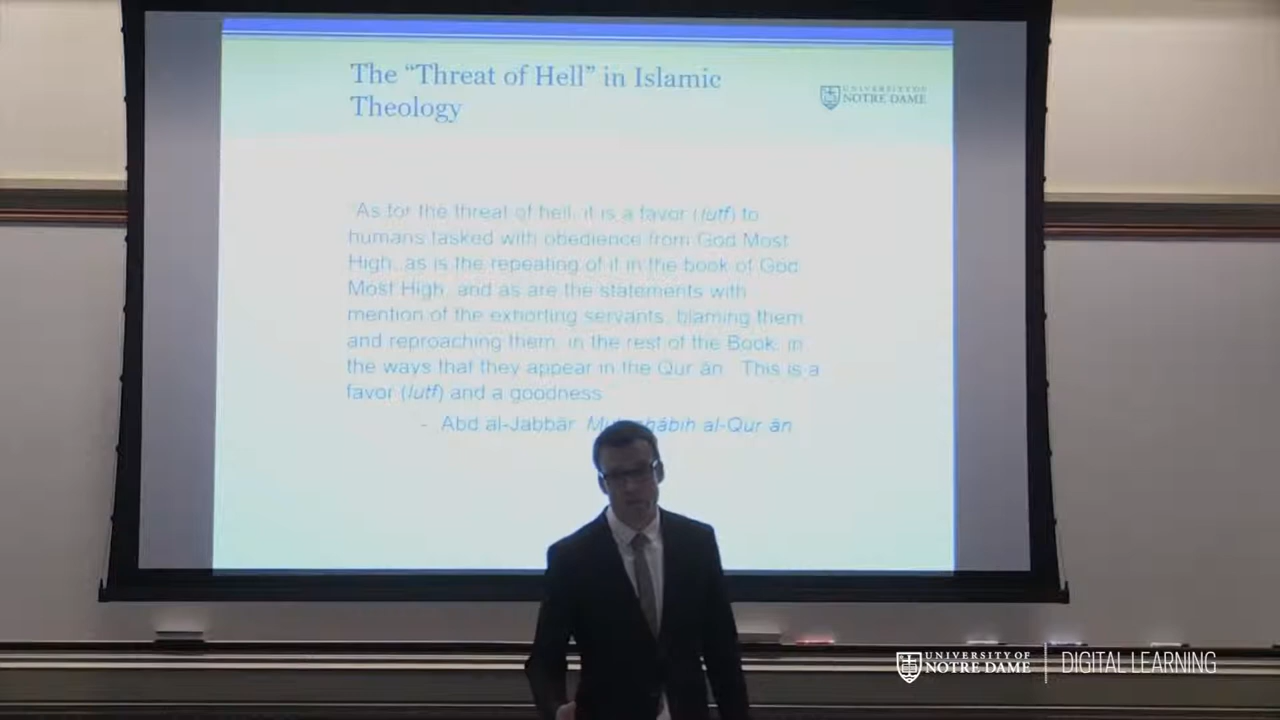 The “Threat of Hell” in Islamic
Theology
UNIVERSITY OF
NOTRE DAME
“As for the threat of hell, it is a favor (lutf) to
humans tasked with obedience from God Most
High, as is the repeating of it in the book of God
Most High, and as are the statements with
mention of the exhorting servants, blaming them
and reproaching them, in the rest of the Book, in
the ways that they appear in the Qur ān. This is a
favor (lutf) and a goodness
- Abd al-Jabbār al-Qur ān
UNIVERSITY OF
NOTRE DAME
DIGITAL LEARNING